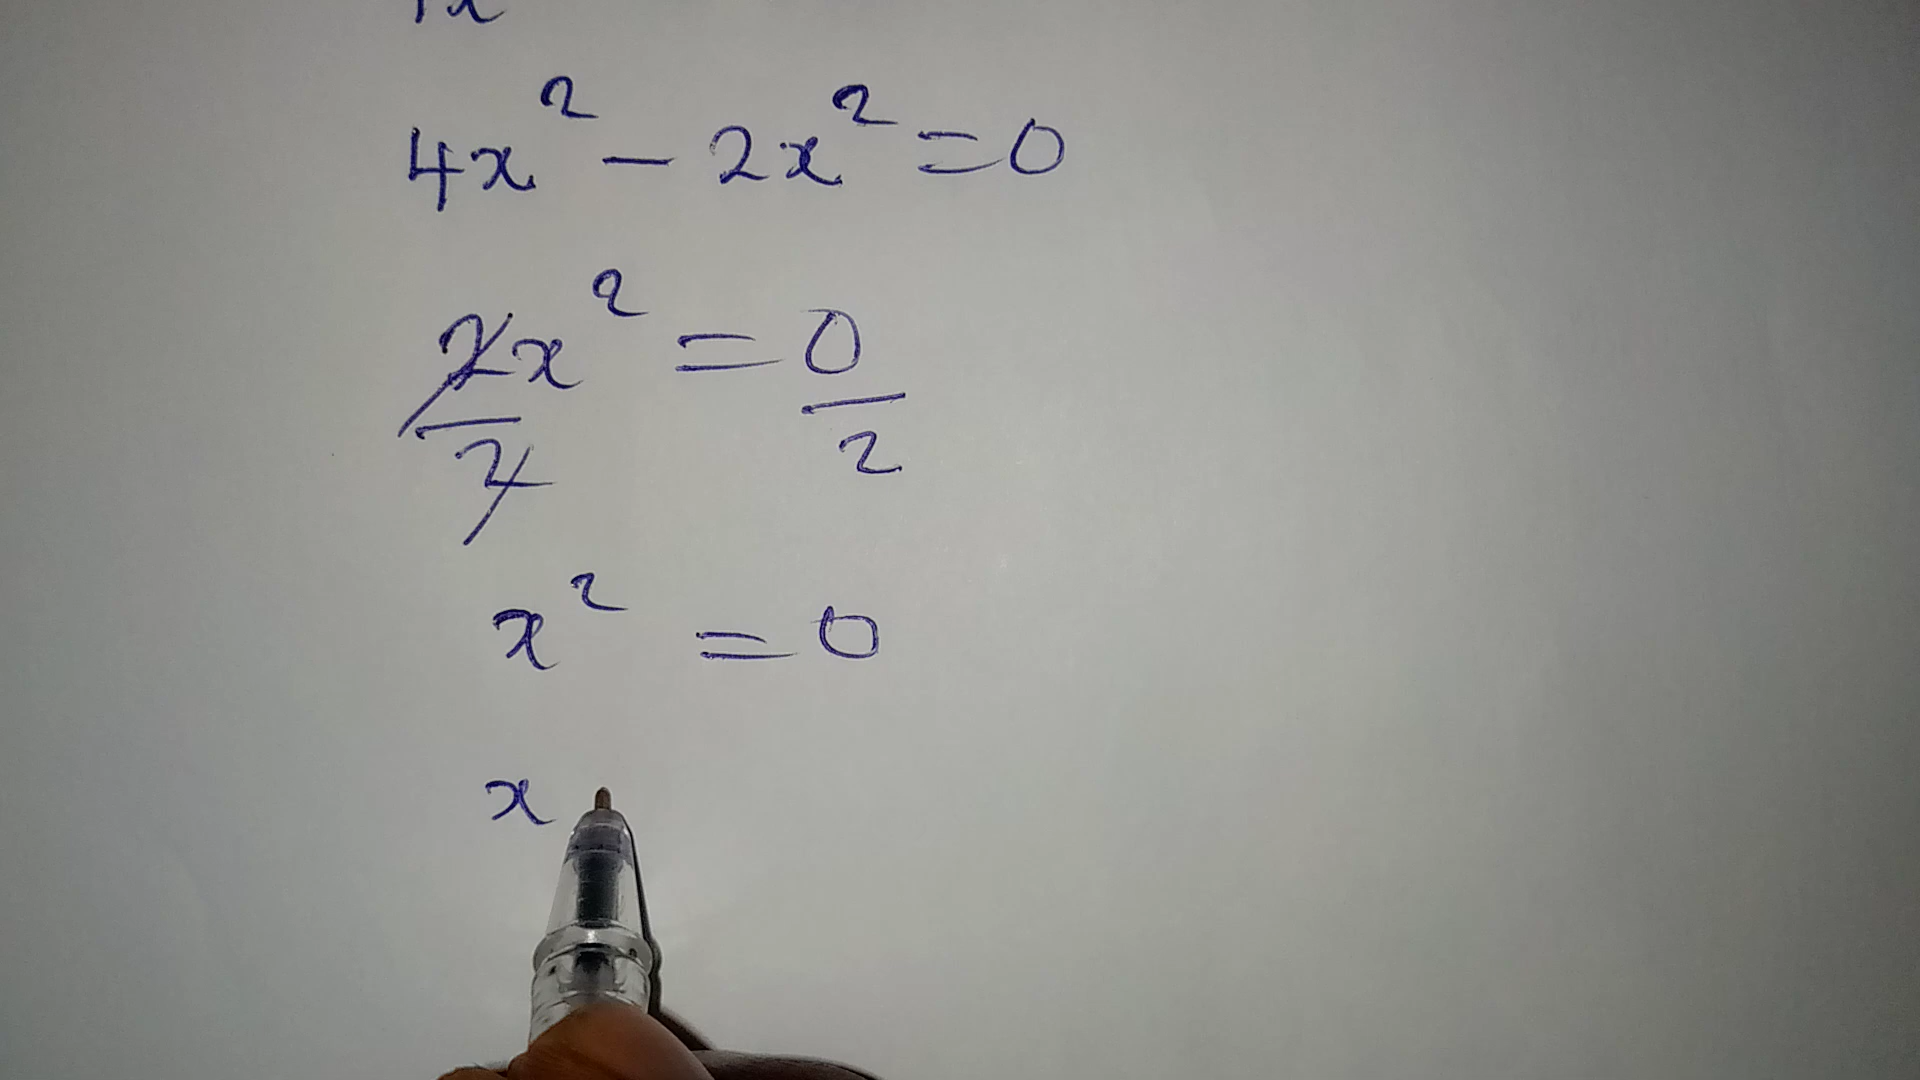 4x² - 2x² = 0
2x²/2 = 0/2
x² = 0
x